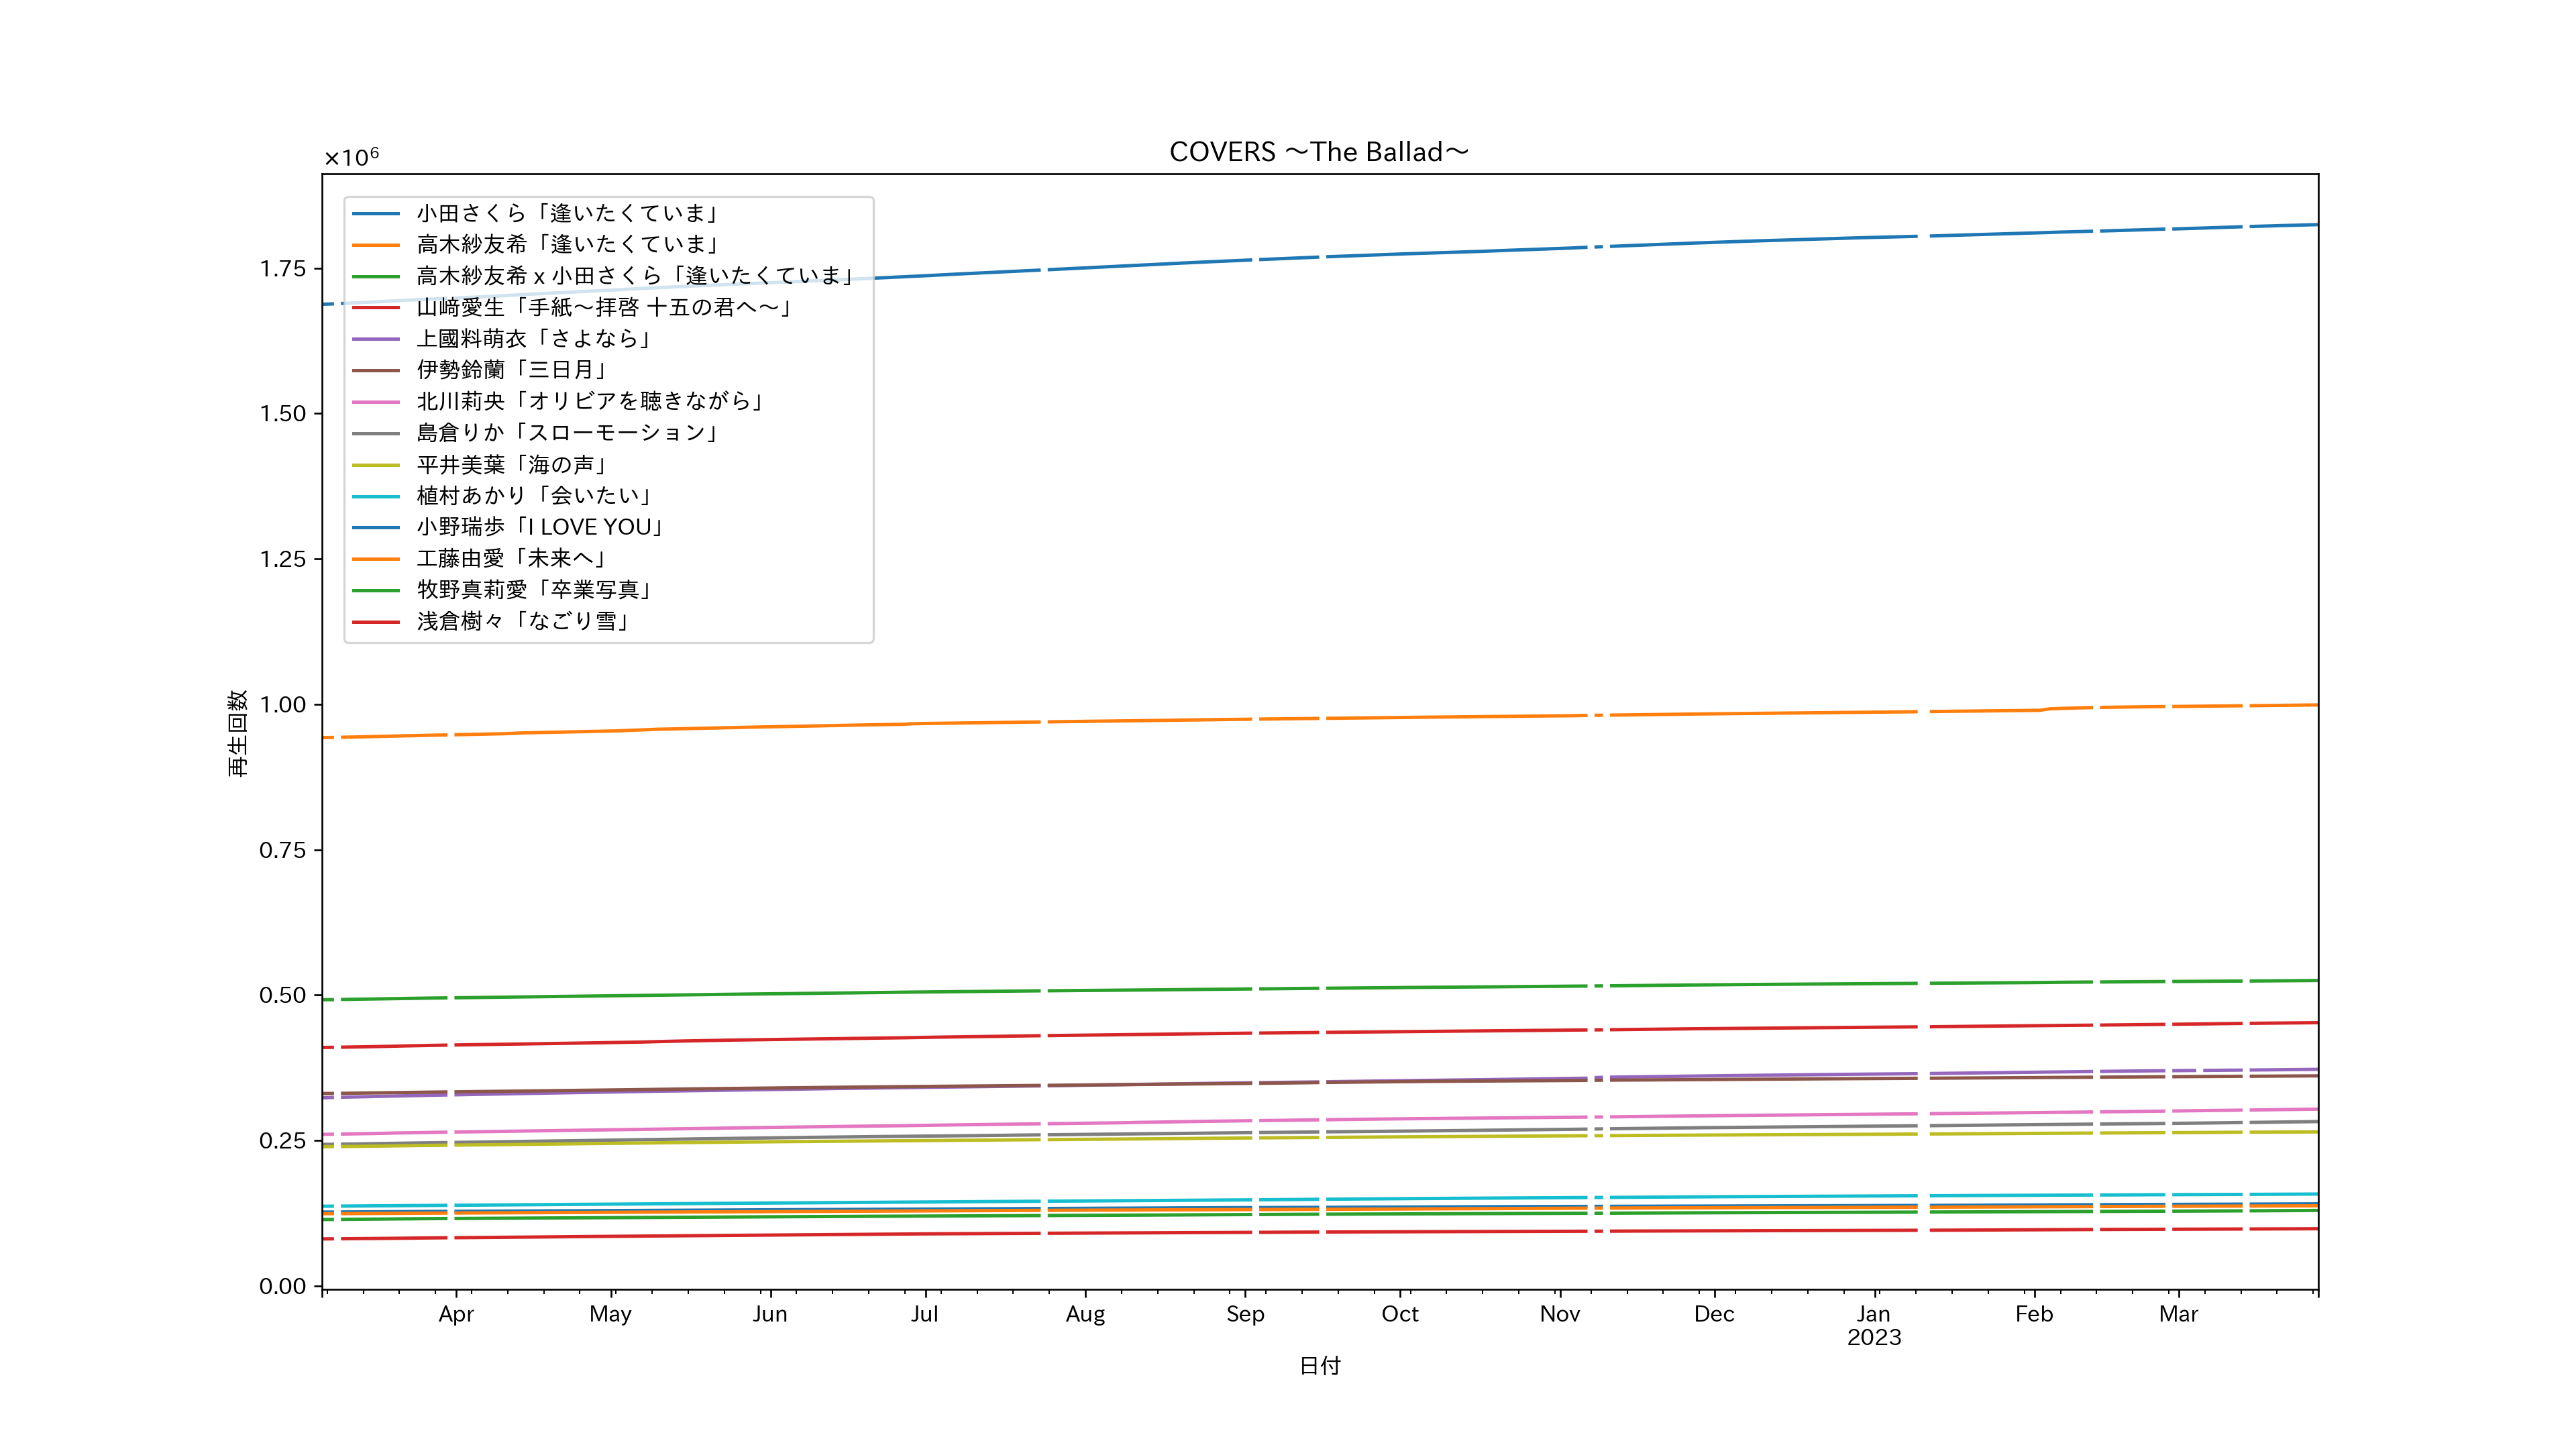 COVERS ～The Ballad～
×10⁶
小田さくら「逢いたくていま」
高木紗友希「逢いたくていま」
高木紗友希 x 小田さくら「逢いたくていま」
山﨑愛生「手紙～拝啓 十五の君へ～」
上國料萌衣「さよなら」
伊勢鈴蘭「三日月」
北川莉央「オリビアを聴きながら」
島倉りか「スローモーション」
平井美葉「海の声」
植村あかり「会いたい」
小野瑞歩「I LOVE YOU」
工藤由愛「未来へ」
牧野真莉愛「卒業写真」
浅倉樹々「なごり雪」
1.75
1.50
1.25
1.00
0.75
0.50
0.25
0.00
再生回数
Apr May Jun Jul Aug Sep Oct Nov Dec Jan Feb Mar
2023
日付